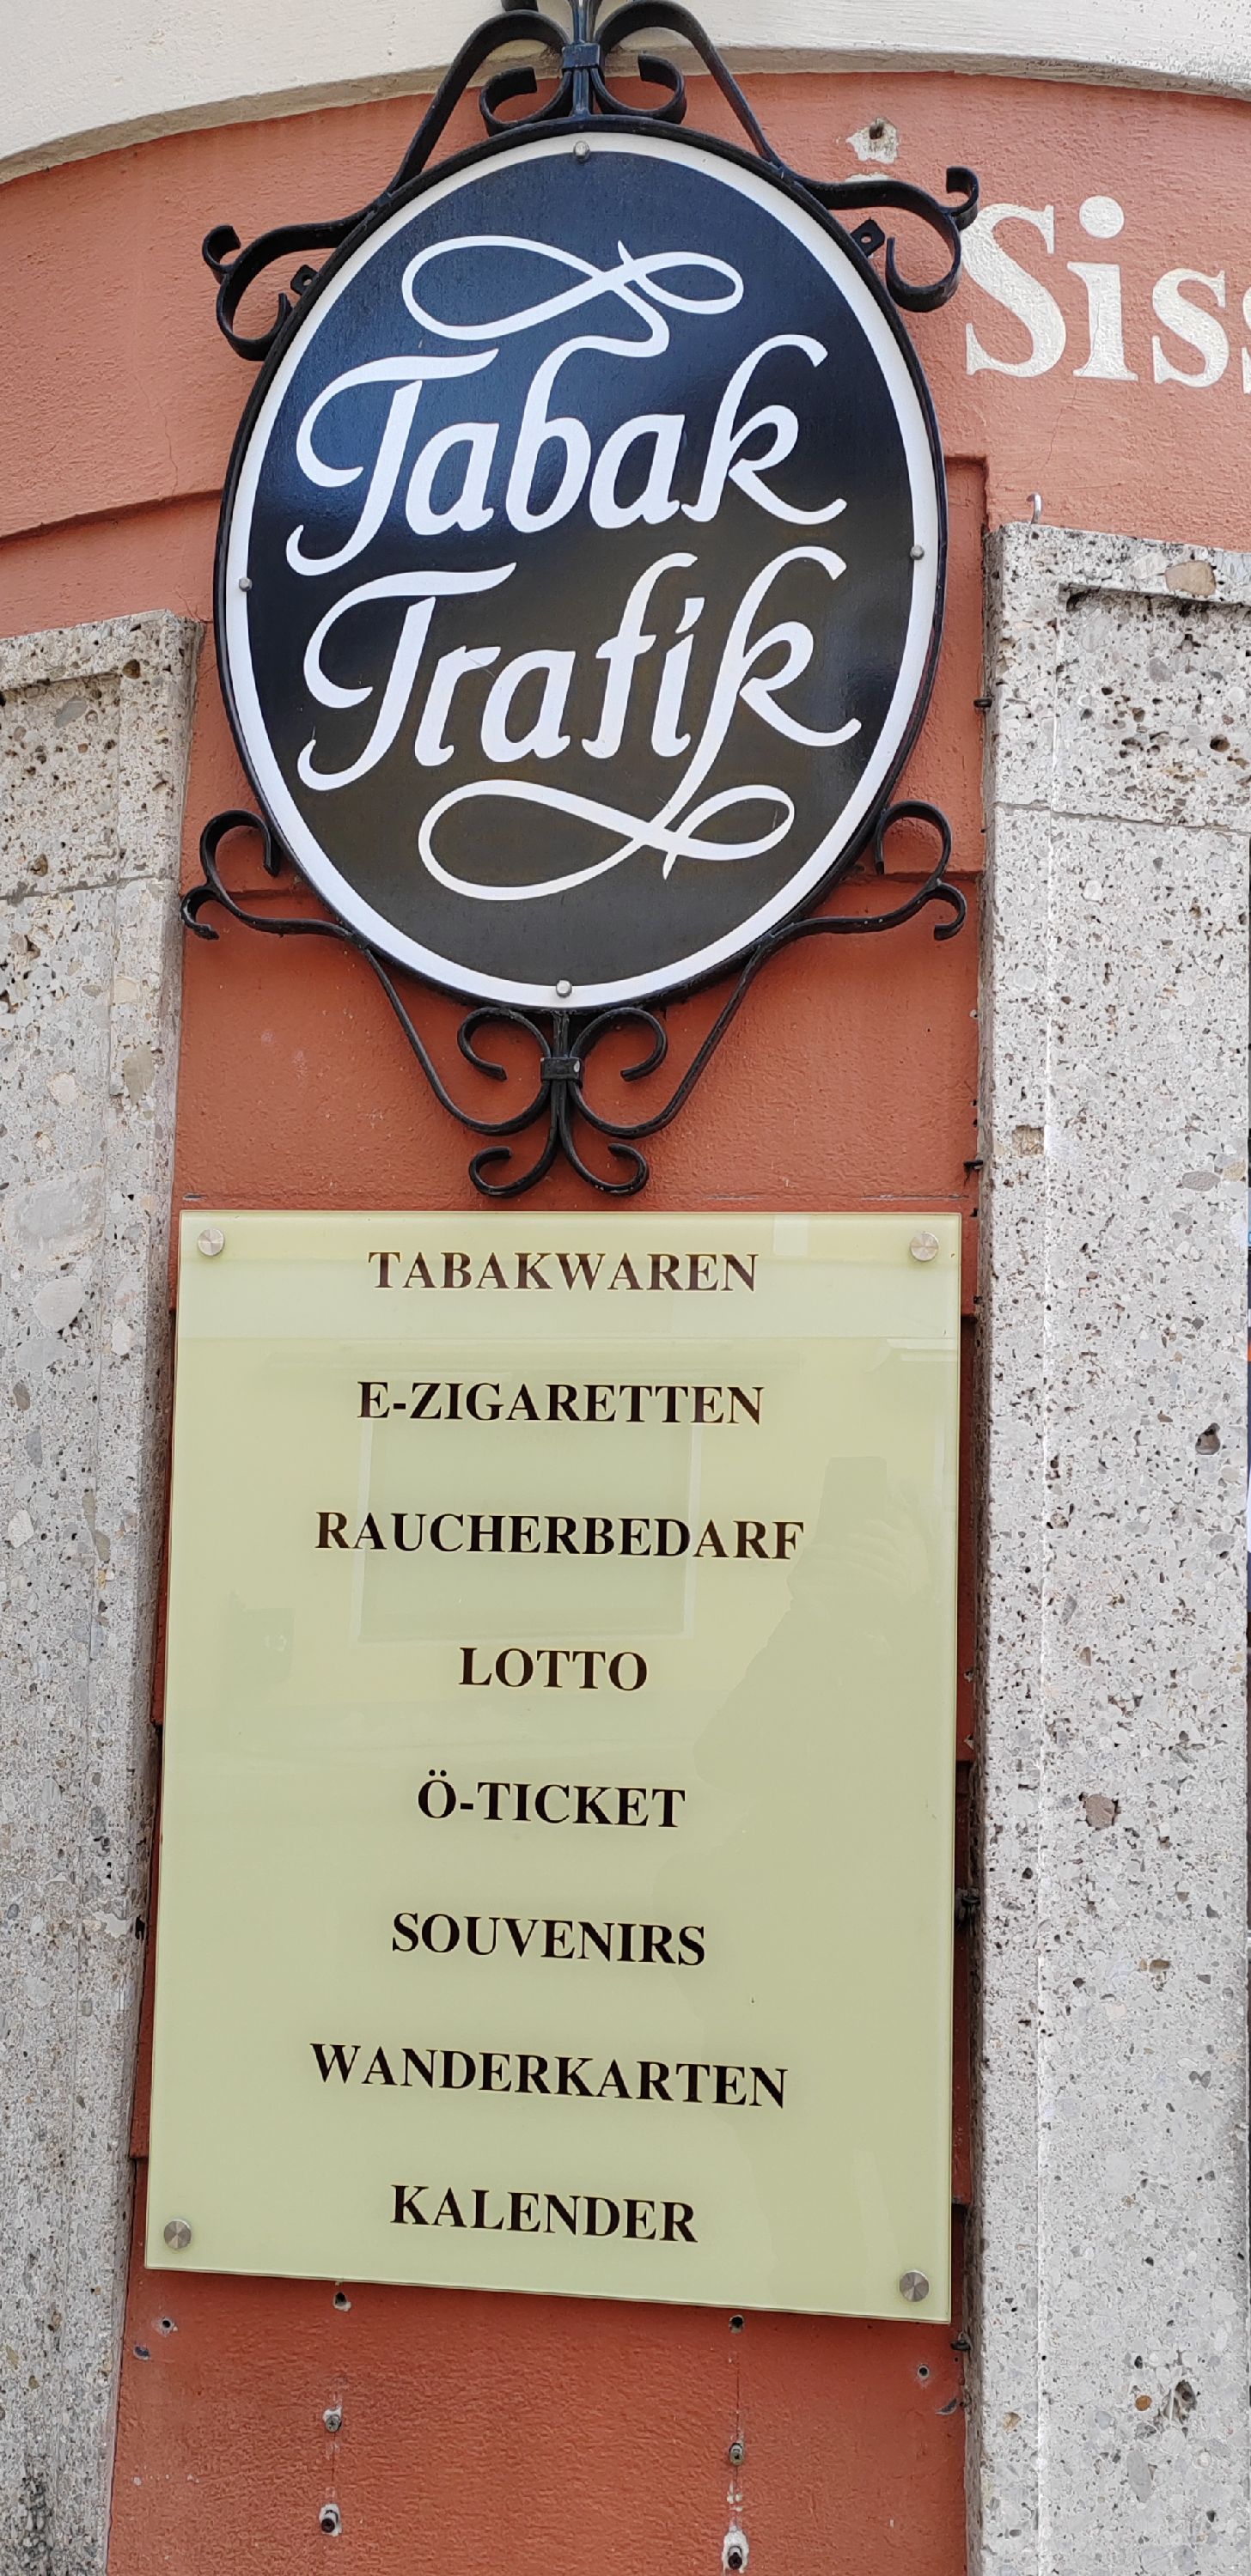 Tabak
Trafik
TABAKWAREN
E-ZIGARETTEN
RAUCHERBEDARF
LOTTO
Ö-TICKET
SOUVENIRS
WANDERKARTEN
KALENDER